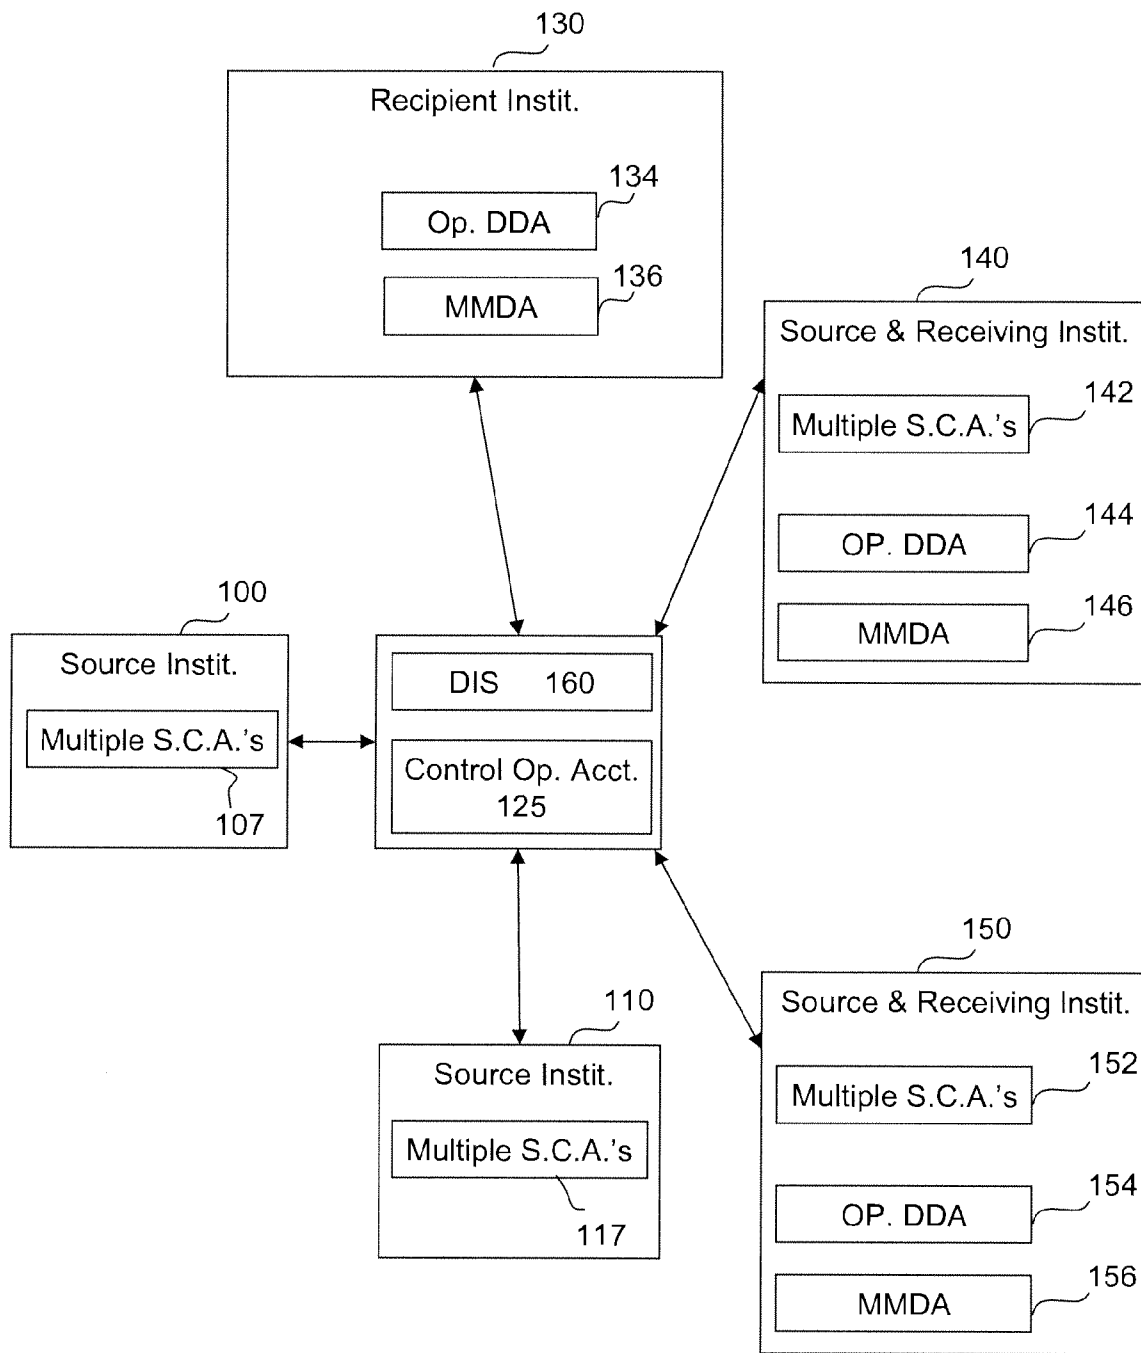 130
Recipient Instit.
134
Op. DDA
136
MMDA
140
Source & Receiving Instit.
142
Multiple S.C.A.'s
144
OP. DDA
146
MMDA
100
Source Instit.
Multiple S.C.A.'s
107
DIS 160
Control Op. Acct.
125
110
Source Instit.
Multiple S.C.A.'s
117
150
Source & Receiving Instit.
152
Multiple S.C.A.'s
154
OP. DDA
156
MMDA